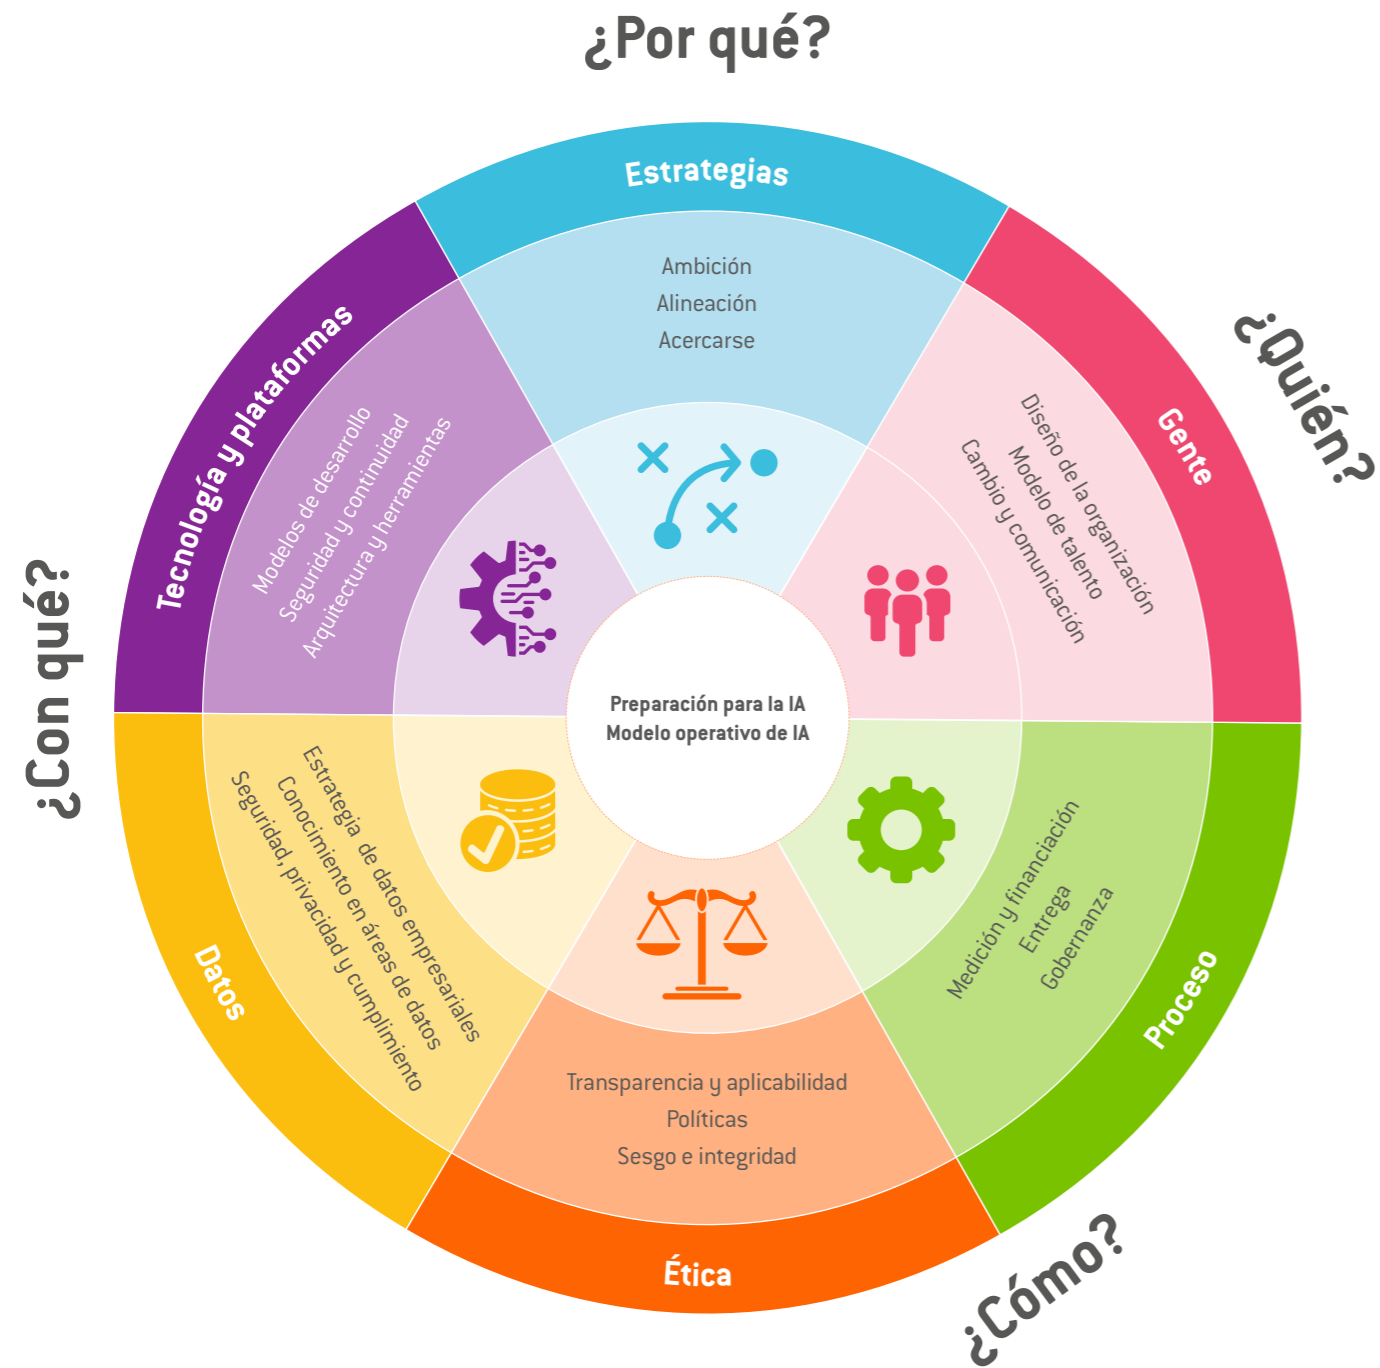 ¿Por qué?
Estrategias
Ambición
Alineación
Acercarse
¿Quién?
Gente
Diseño de la organización
Modelo de talento
Cambio y comunicación
Proceso
Medición y financiación
Entrega
Gobernanza
¿Cómo?
Ética
Transparencia y aplicabilidad
Políticas
Sesgo e integridad
Datos
Estrategia de datos empresariales
Conocimiento en áreas de datos
Seguridad, privacidad y cumplimiento
¿Con qué?
Tecnología y plataformas
Modelos de desarrollo
Seguridad y continuidad
Arquitectura y herramientas
Preparación para la IA
Modelo operativo de IA